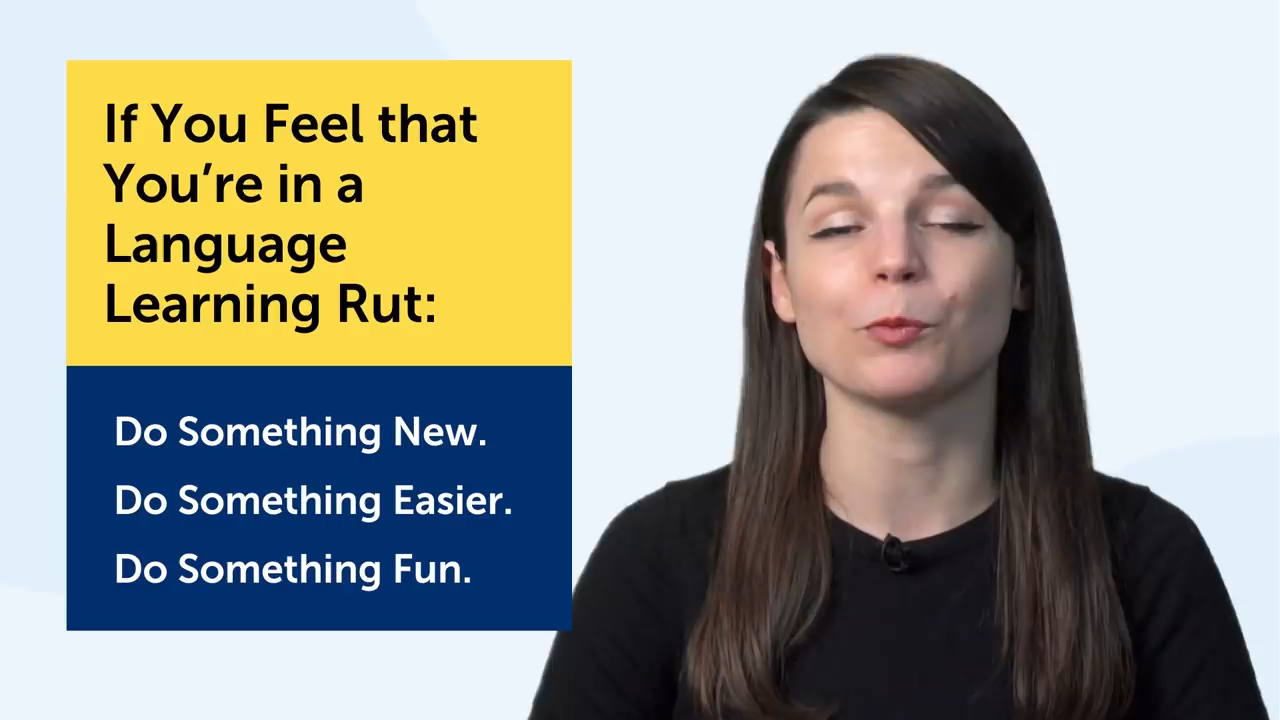 If You Feel that
You’re in a
Language
Learning Rut:
Do Something New.
Do Something Easier.
Do Something Fun.